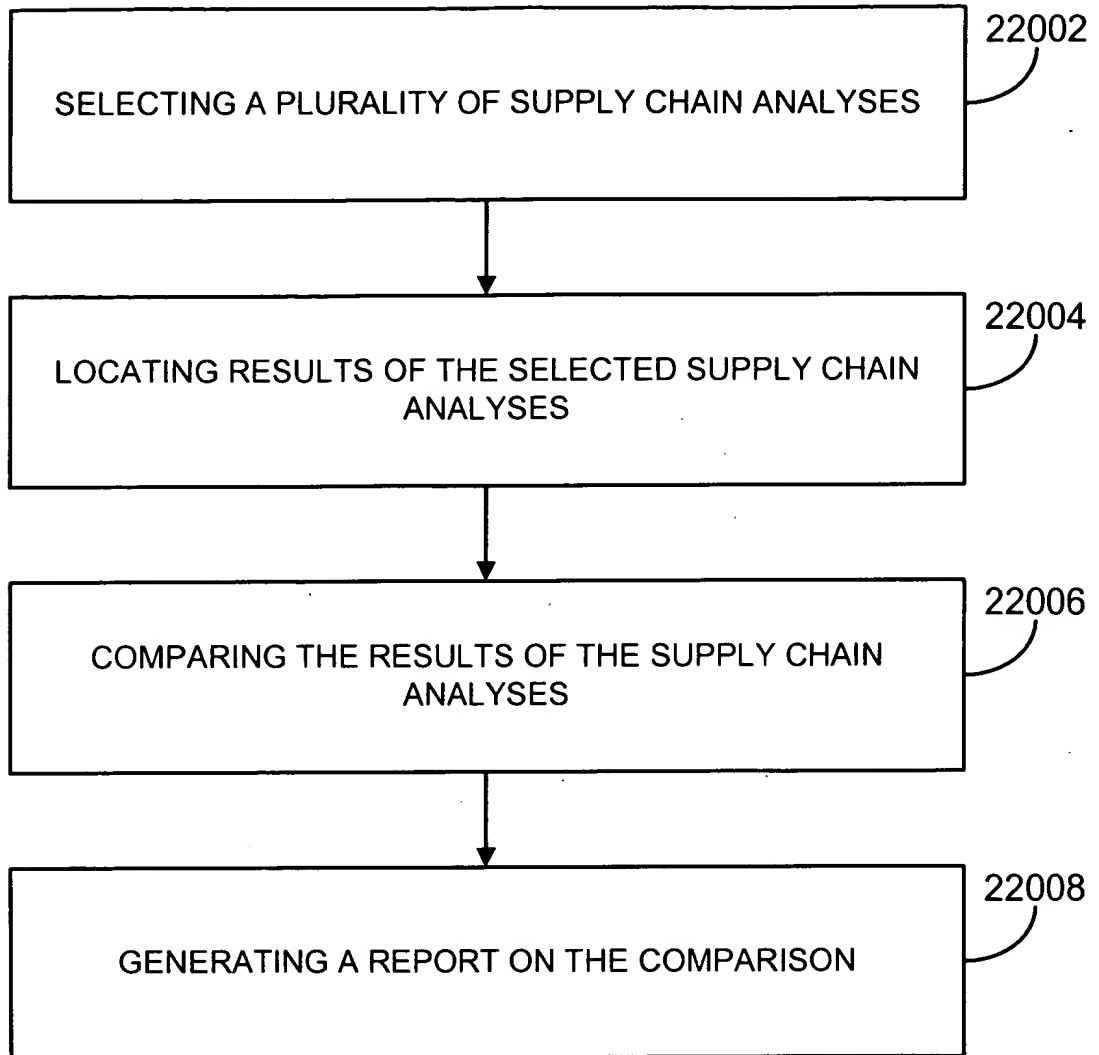 22002
SELECTING A PLURALITY OF SUPPLY CHAIN ANALYSES
22004
LOCATING RESULTS OF THE SELECTED SUPPLY CHAIN
ANALYSES
22006
COMPARING THE RESULTS OF THE SUPPLY CHAIN
ANALYSES
22008
GENERATING A REPORT ON THE COMPARISON